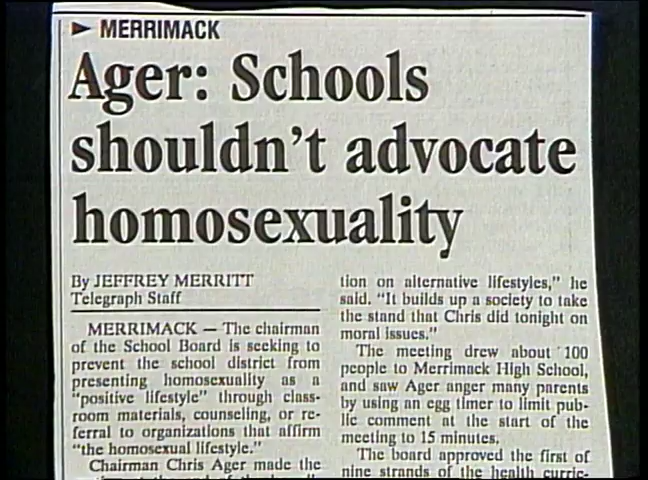 ► MERRIMACK
Ager: Schools
shouldn't advocate
homosexuality
By JEFFREY MERRITT
Telegraph Staff
MERRIMACK — The chairman
of the School Board is seeking to
prevent the school district from
presenting homosexuality as a
"positive lifestyle" through class-
room materials, counseling, or re-
ferral to organizations that affirm
"the homosexual lifestyle."
Chairman Chris Ager made the
tion on alternative lifestyles," he
said. "It builds up a society to take
the stand that Chris did tonight on
moral issues."
The meeting drew about 100
people to Merrimack High School,
and saw Ager anger many parents
by using an egg timer to limit pub-
lic comment at the start of the
meeting to 15 minutes.
The board approved the first of
nine strands of the health curric-